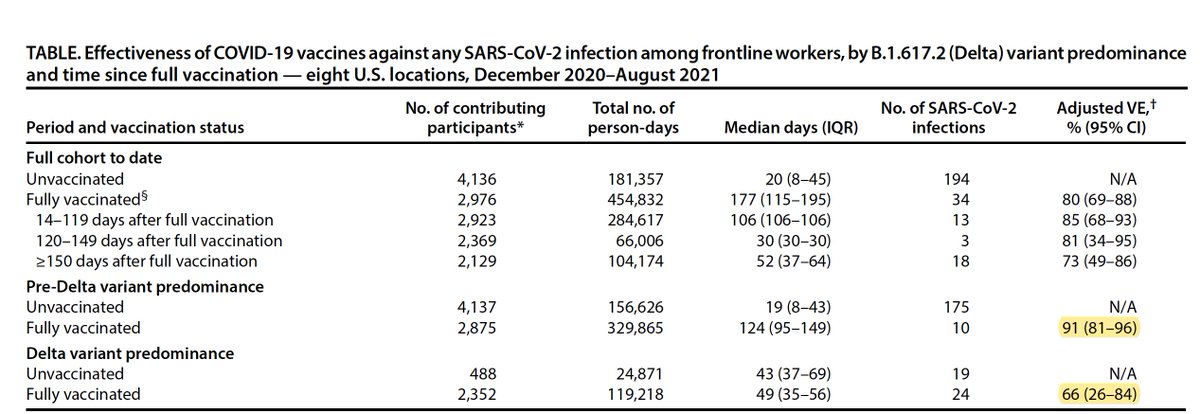 TABLE. Effectiveness of COVID-19 vaccines against any SARS-CoV-2 infection among frontline workers, by B.1.617.2 (Delta) variant predominance
and time since full vaccination — eight U.S. locations, December 2020–August 2021
Period and vaccination status No. of contributing participants* Total no. of person-days Median days (IQR) No. of SARS-CoV-2 infections Adjusted VE,† % (95% CI)
Full cohort to date
Unvaccinated 4,136 181,357 20 (8–45) 194 N/A
Fully vaccinated§ 2,976 454,832 177 (115–195) 34 80 (69–88)
14–119 days after full vaccination 2,923 284,617 106 (106–106) 13 85 (68–93)
120–149 days after full vaccination 2,369 66,006 30 (30–30) 3 81 (34–95)
≥150 days after full vaccination 2,129 104,174 52 (37–64) 18 73 (49–86)
Pre-Delta variant predominance
Unvaccinated 4,137 156,626 19 (8–43) 175 N/A
Fully vaccinated 2,875 329,865 124 (95–149) 10 91 (81–96)
Delta variant predominance
Unvaccinated 488 24,871 43 (37–69) 19 N/A
Fully vaccinated 2,352 119,218 49 (35–56) 24 66 (26–84)